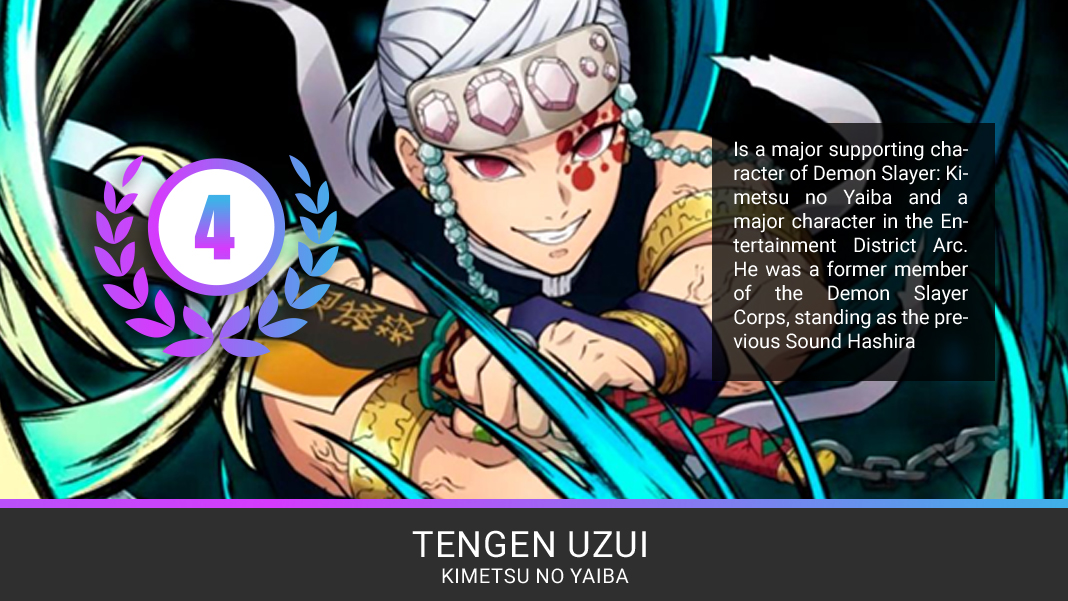 4
Is a major supporting cha-
racter of Demon Slayer: Ki-
metsu no Yaiba and a
major character in the En-
tertainment District Arc.
He was a former member
of the Demon Slayer
Corps, standing as the pre-
vious Sound Hashira
TENGEN UZUI
KIMETSU NO YAIBA